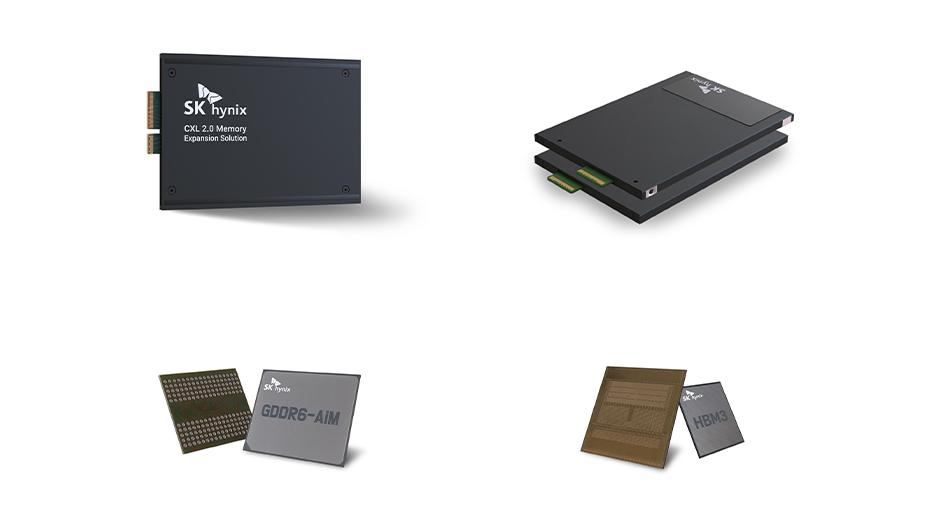 SK hynix
CXL 2.0 Memory
Expansion Solution
SK hynix
SK hynix
GDDR6-AiM
SK hynix
HBM3